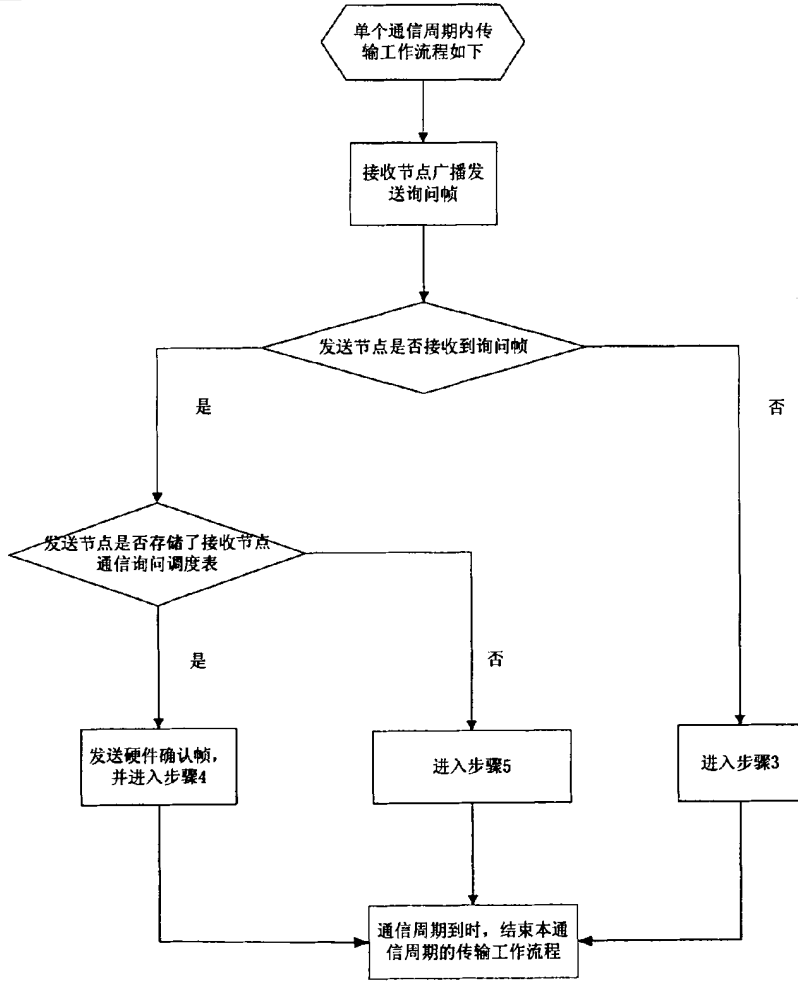 单个通信周期内传
输工作流程如下
接收节点广播发
送询问帧
发送节点是否接收到询问帧
是
否
发送节点是否存储了接收节点
通信询问调度表
是
否
发送硬件确认帧，
并进入步骤4
进入步骤5
进入步骤3
通信周期到时，结束本通
信周期的传输工作流程